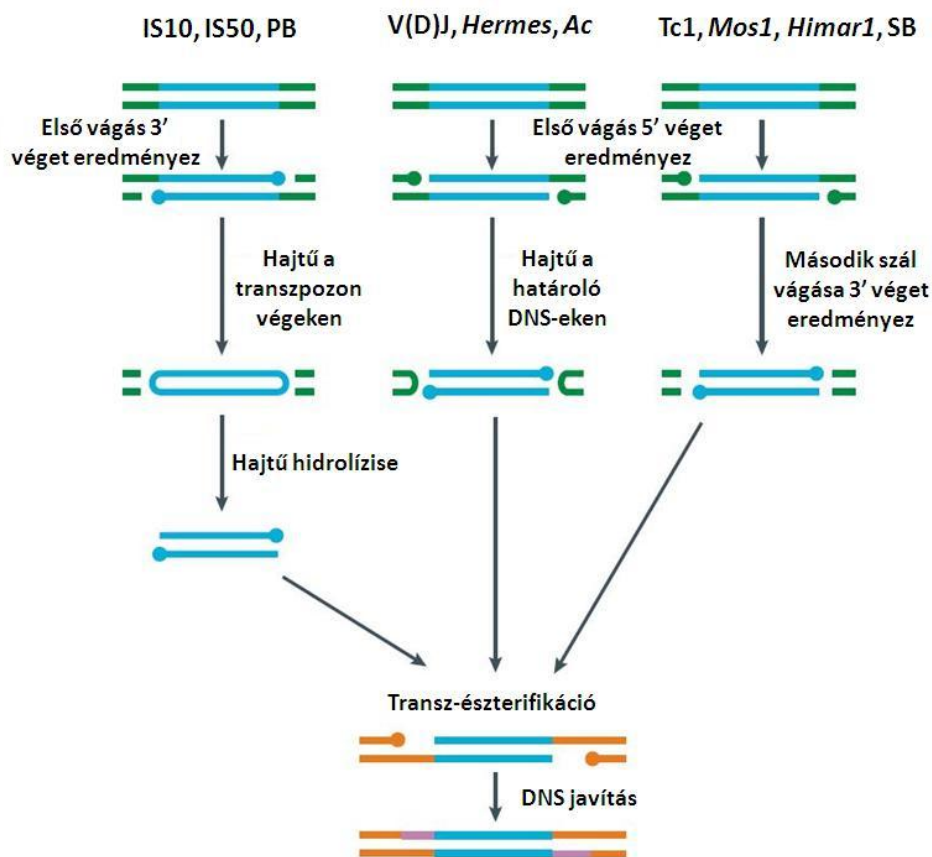 IS10, IS50, PB
V(D)J, Hermes, Ac
Tc1, Mos1, Himar1, SB
Első vágás 3’
véget eredményez
Első vágás 5’ véget
eredményez
Hajtű a
transzpozon
végeken
Hajtű a
határoló
DNS-eken
Második szál
vágása 3’ véget
eredményez
Hajtű hidrolízise
Transz-észterifikáció
DNS javítás